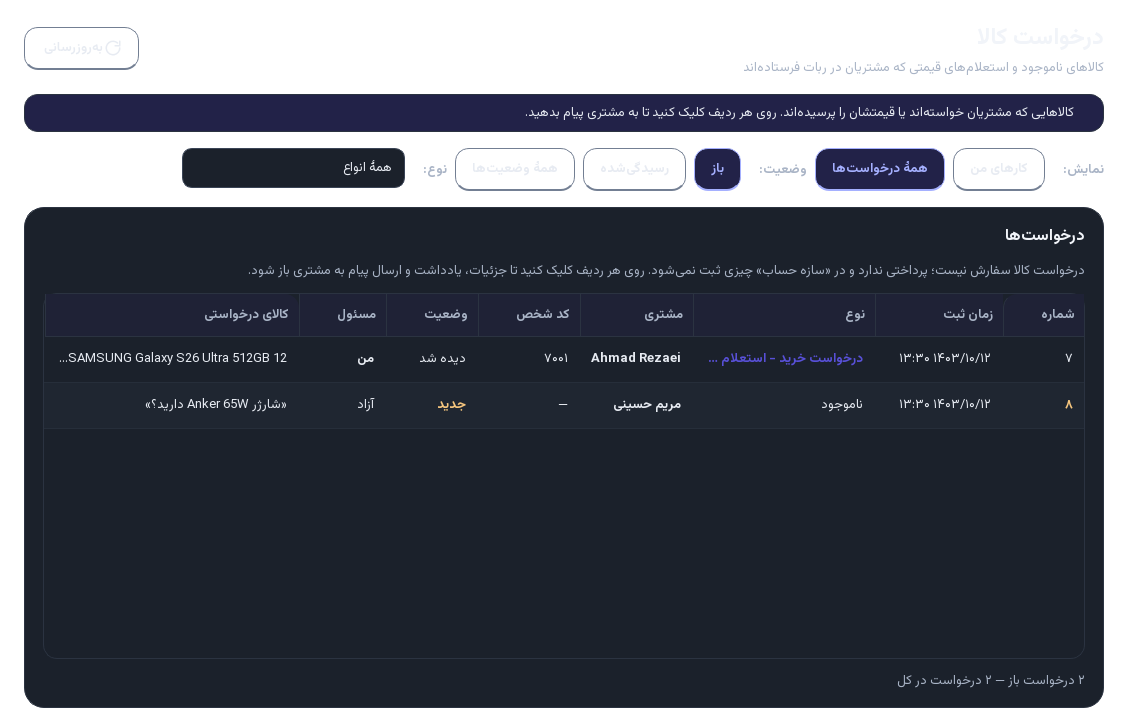 درخواست کالا
به‌روزرسانی
کالاهای ناموجود و استعلام‌های قیمتی که مشتریان در ربات فرستاده‌اند
کالاهایی که مشتریان خواسته‌اند یا قیمتشان را پرسیده‌اند. روی هر ردیف کلیک کنید تا به مشتری پیام بدهید.
نمایش: کارهای من همهٔ درخواست‌ها وضعیت: باز رسیدگی‌شده همهٔ وضعیت‌ها نوع: همهٔ انواع
درخواست‌ها
درخواست کالا سفارش نیست؛ پرداختی ندارد و در «سازه حساب» چیزی ثبت نمی‌شود. روی هر ردیف کلیک کنید تا جزئیات، یادداشت و ارسال پیام به مشتری باز شود.
شماره زمان ثبت نوع مشتری کد شخص وضعیت مسئول کالای درخواستی
۷ ۱۴۰۳/۱۰/۱۲ ۱۳:۳۰ درخواست خرید - استعلام ... Ahmad Rezaei ۷۰۰۱ دیده شد من SAMSUNG Galaxy S26 Ultra 512GB 12...
۸ ۱۴۰۳/۱۰/۱۲ ۱۳:۳۰ ناموجود مریم حسینی — جدید آزاد «شارژر Anker 65W دارید؟»
۲ درخواست باز — ۲ درخواست در کل